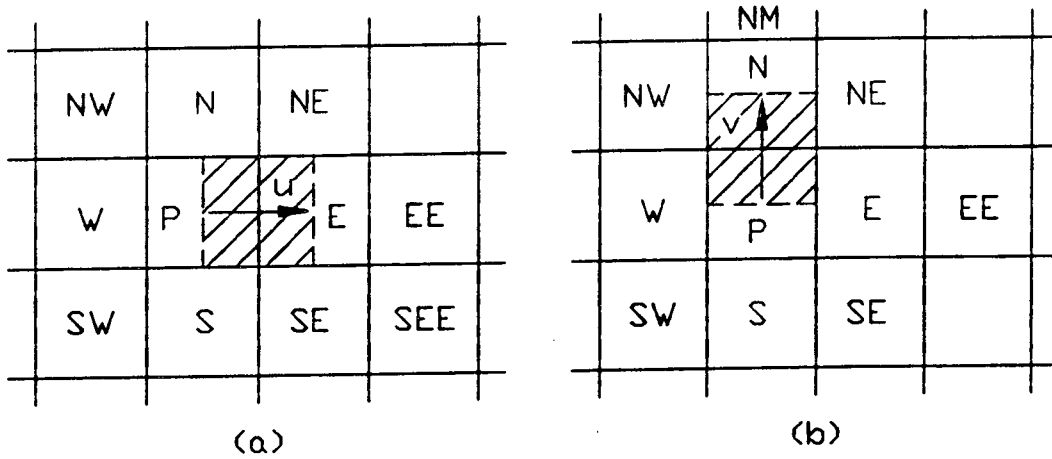 NW N NE
u
W P E EE
SW S SE SEE
(a)
NM
NW N NE
v
W P E EE
SW S SE
(b)